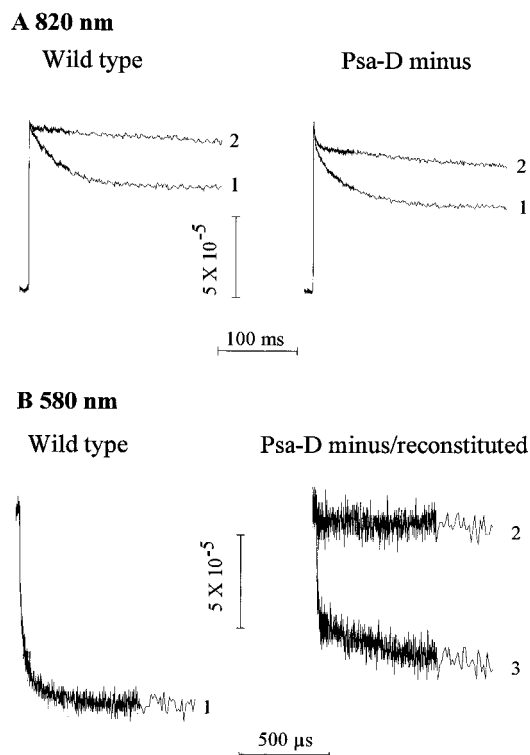 A 820 nm
Wild type
Psa-D minus
2
1
2
1
5 X 10⁻⁵
100 ms
B 580 nm
Wild type
Psa-D minus/reconstituted
5 X 10⁻⁵
2
1
3
500 µs